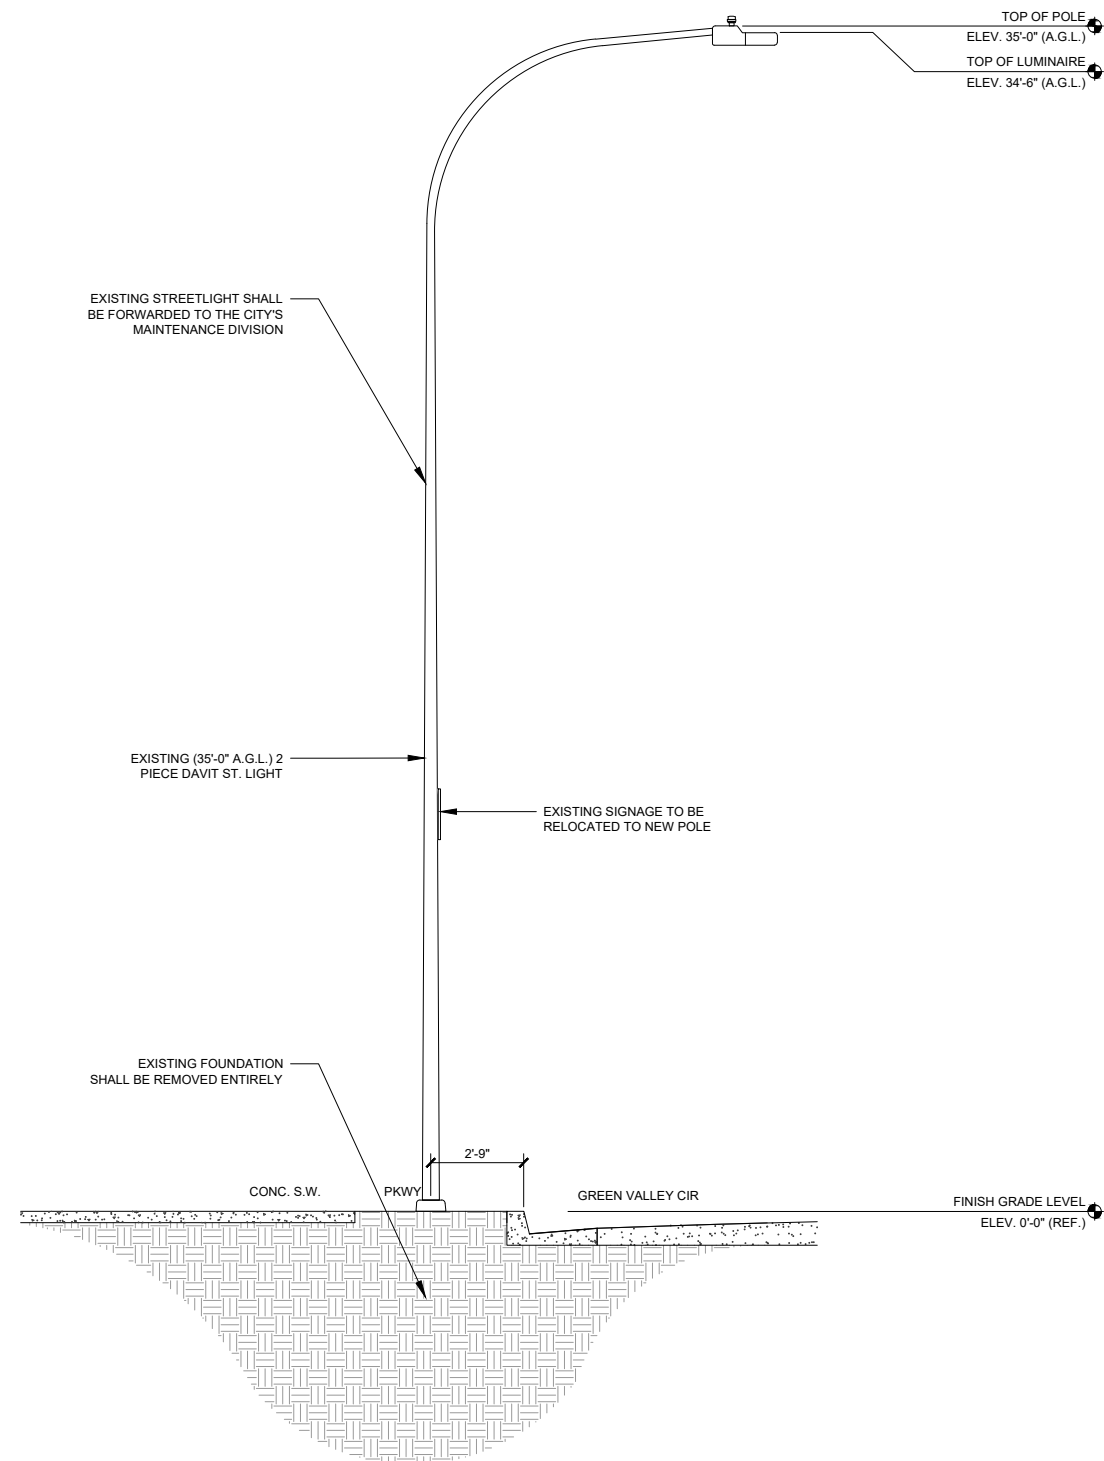 TOP OF POLE
ELEV. 35'-0" (A.G.L.)
TOP OF LUMINAIRE
ELEV. 34'-6" (A.G.L.)
EXISTING STREETLIGHT SHALL
BE FORWARDED TO THE CITY'S
MAINTENANCE DIVISION
EXISTING (35'-0" A.G.L.) 2
PIECE DAVIT ST. LIGHT
EXISTING SIGNAGE TO BE
RELOCATED TO NEW POLE
EXISTING FOUNDATION
SHALL BE REMOVED ENTIRELY
2'-9"
CONC. S.W.
PKWY
GREEN VALLEY CIR
FINISH GRADE LEVEL
ELEV. 0'-0" (REF.)